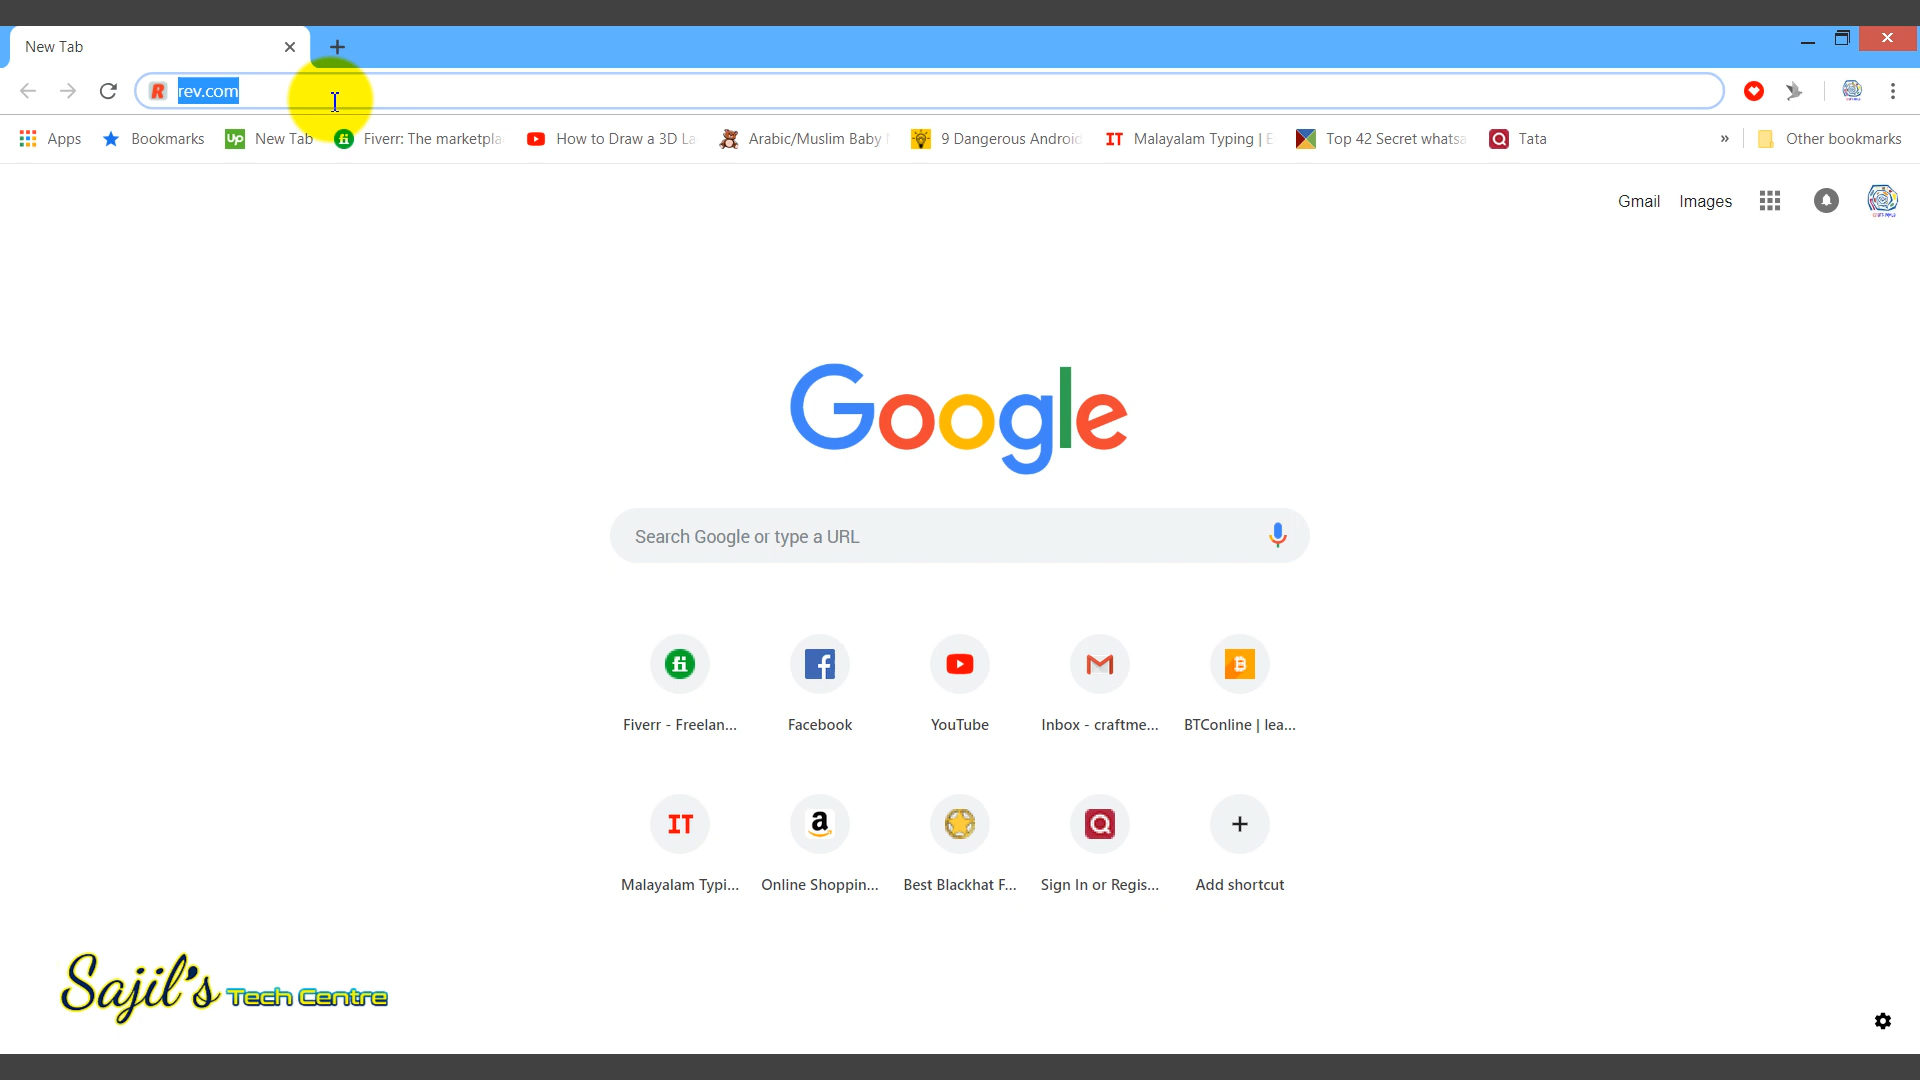 New Tab
rev.com
Apps Bookmarks New Tab Fiverr: The marketpla How to Draw a 3D La Arabic/Muslim Baby 9 Dangerous Android Malayalam Typing | E Top 42 Secret whatsa Tata » Other bookmarks
Gmail Images
Google
Search Google or type a URL
Fiverr - Freelan... Facebook YouTube Inbox - craftme... BTConline | lea...
Malayalam Typi... Online Shoppin... Best Blackhat F... Sign In or Regis... Add shortcut
Sajil's Tech Centre